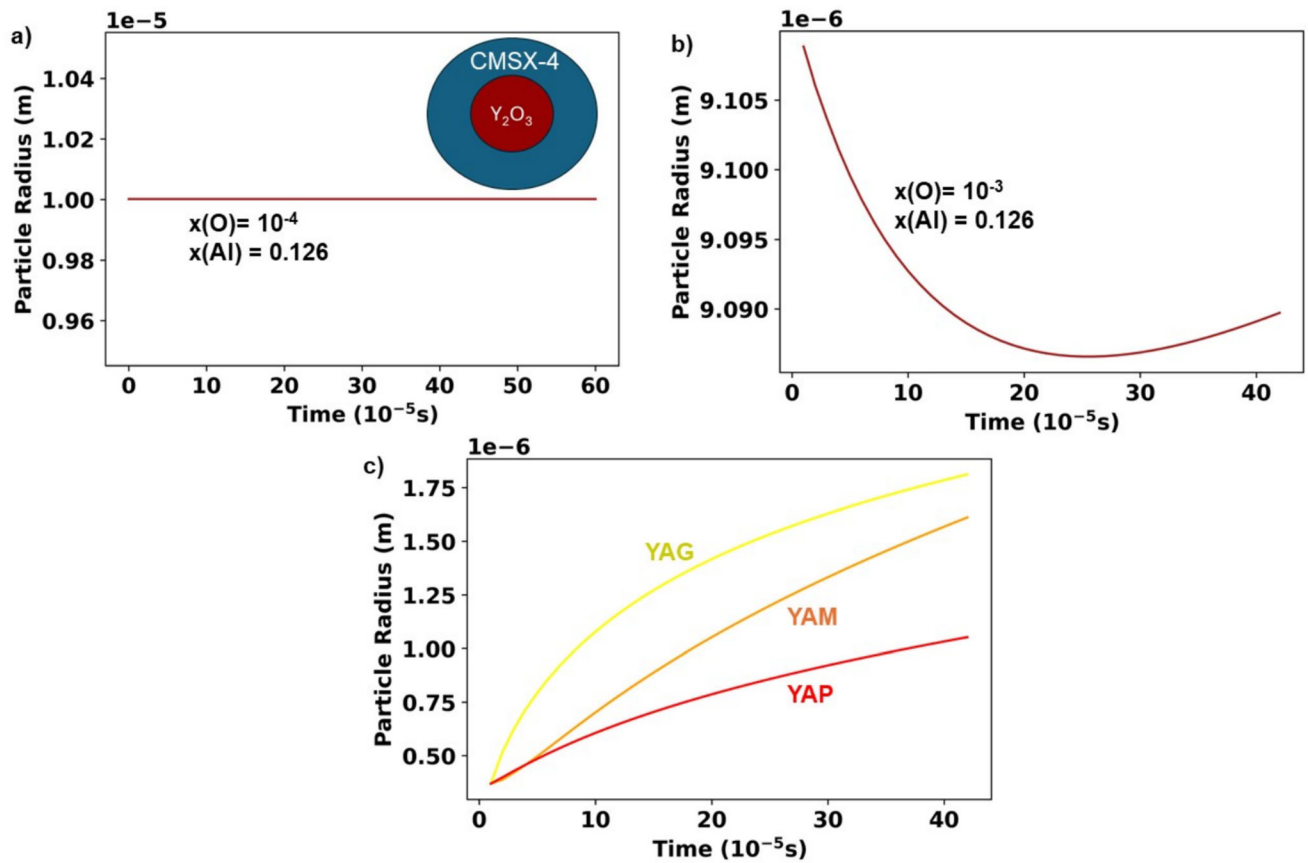 a)
1e−5
Particle Radius (m)
1.04
1.02
1.00
0.98
0.96
CMSX-4
Y₂O₃
x(O)= 10⁻⁴
x(Al) = 0.126
0 10 20 30 40 50 60
Time (10⁻⁵s)
b)
1e−6
Particle Radius (m)
9.105
9.100
9.095
9.090
x(O)= 10⁻³
x(Al) = 0.126
0 10 20 30 40
Time (10⁻⁵s)
c)
1e−6
Particle Radius (m)
1.75
1.50
1.25
1.00
0.75
0.50
YAG
YAM
YAP
0 10 20 30 40
Time (10⁻⁵s)